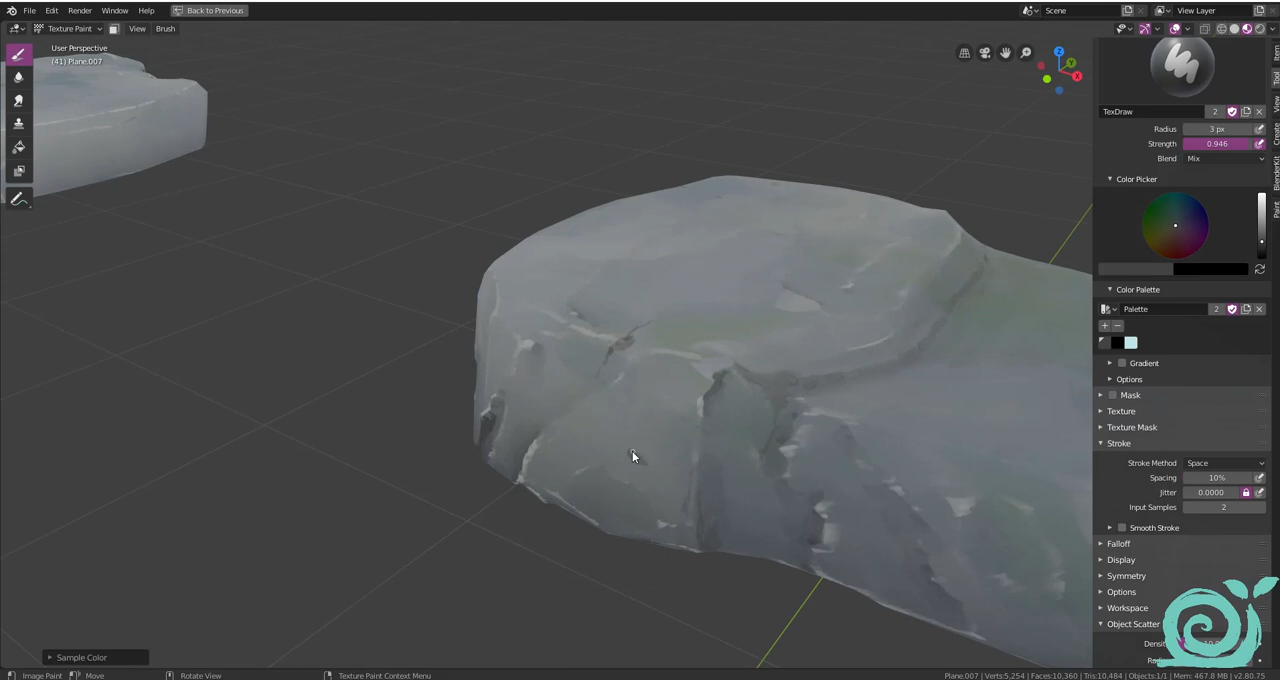 File Edit Render Window Help Back to Previous Scene View Layer
Texture Paint View Brush
User Perspective
(41) Plane.007
Z
Y
X
Item
Tool
View
Create
BlenderKit
Paint
TexDraw 2
Radius 3 px
Strength 0.946
Blend Mix
Color Picker
Color Palette
Palette 2
Gradient
Options
Mask
Texture
Texture Mask
Stroke
Stroke Method Space
Spacing 10%
Jitter 0.0000
Input Samples 2
Smooth Stroke
Falloff
Display
Symmetry
Options
Workspace
Object Scatter
Sample Color
Image Paint Move Rotate View Texture Paint Context Menu Plane.007 | Verts:5,254 | Faces:10,360 | Tris:10,484 | Objects:1/1 | Mem: 467.8 MB | v2.80.75